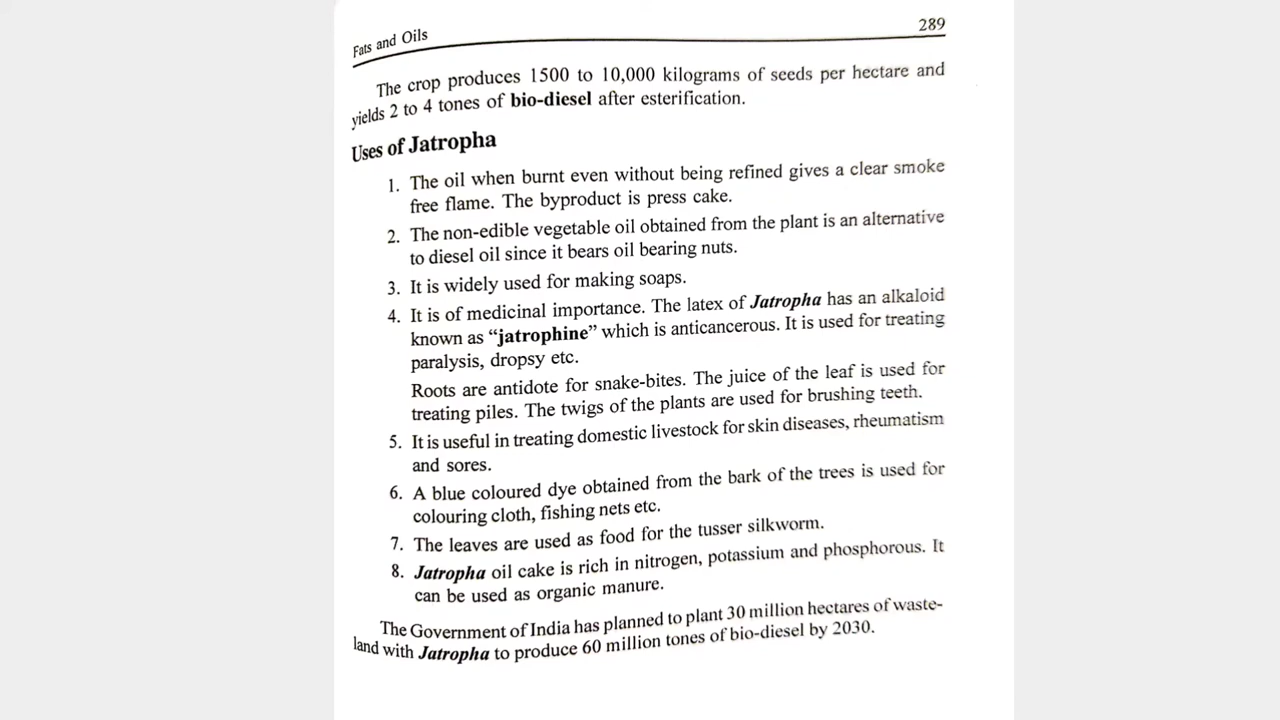 Fats and Oils 289
The crop produces 1500 to 10,000 kilograms of seeds per hectare and
yields 2 to 4 tones of bio-diesel after esterification.
Uses of Jatropha
1. The oil when burnt even without being refined gives a clear smoke
free flame. The byproduct is press cake.
2. The non-edible vegetable oil obtained from the plant is an alternative
to diesel oil since it bears oil bearing nuts.
3. It is widely used for making soaps.
4. It is of medicinal importance. The latex of Jatropha has an alkaloid
known as “jatrophine” which is anticancerous. It is used for treating
paralysis, dropsy etc.
Roots are antidote for snake-bites. The juice of the leaf is used for
treating piles. The twigs of the plants are used for brushing teeth.
5. It is useful in treating domestic livestock for skin diseases, rheumatism
and sores.
6. A blue coloured dye obtained from the bark of the trees is used for
colouring cloth, fishing nets etc.
7. The leaves are used as food for the tusser silkworm.
8. Jatropha oil cake is rich in nitrogen, potassium and phosphorous. It
can be used as organic manure.
The Government of India has planned to plant 30 million hectares of waste-
land with Jatropha to produce 60 million tones of bio-diesel by 2030.